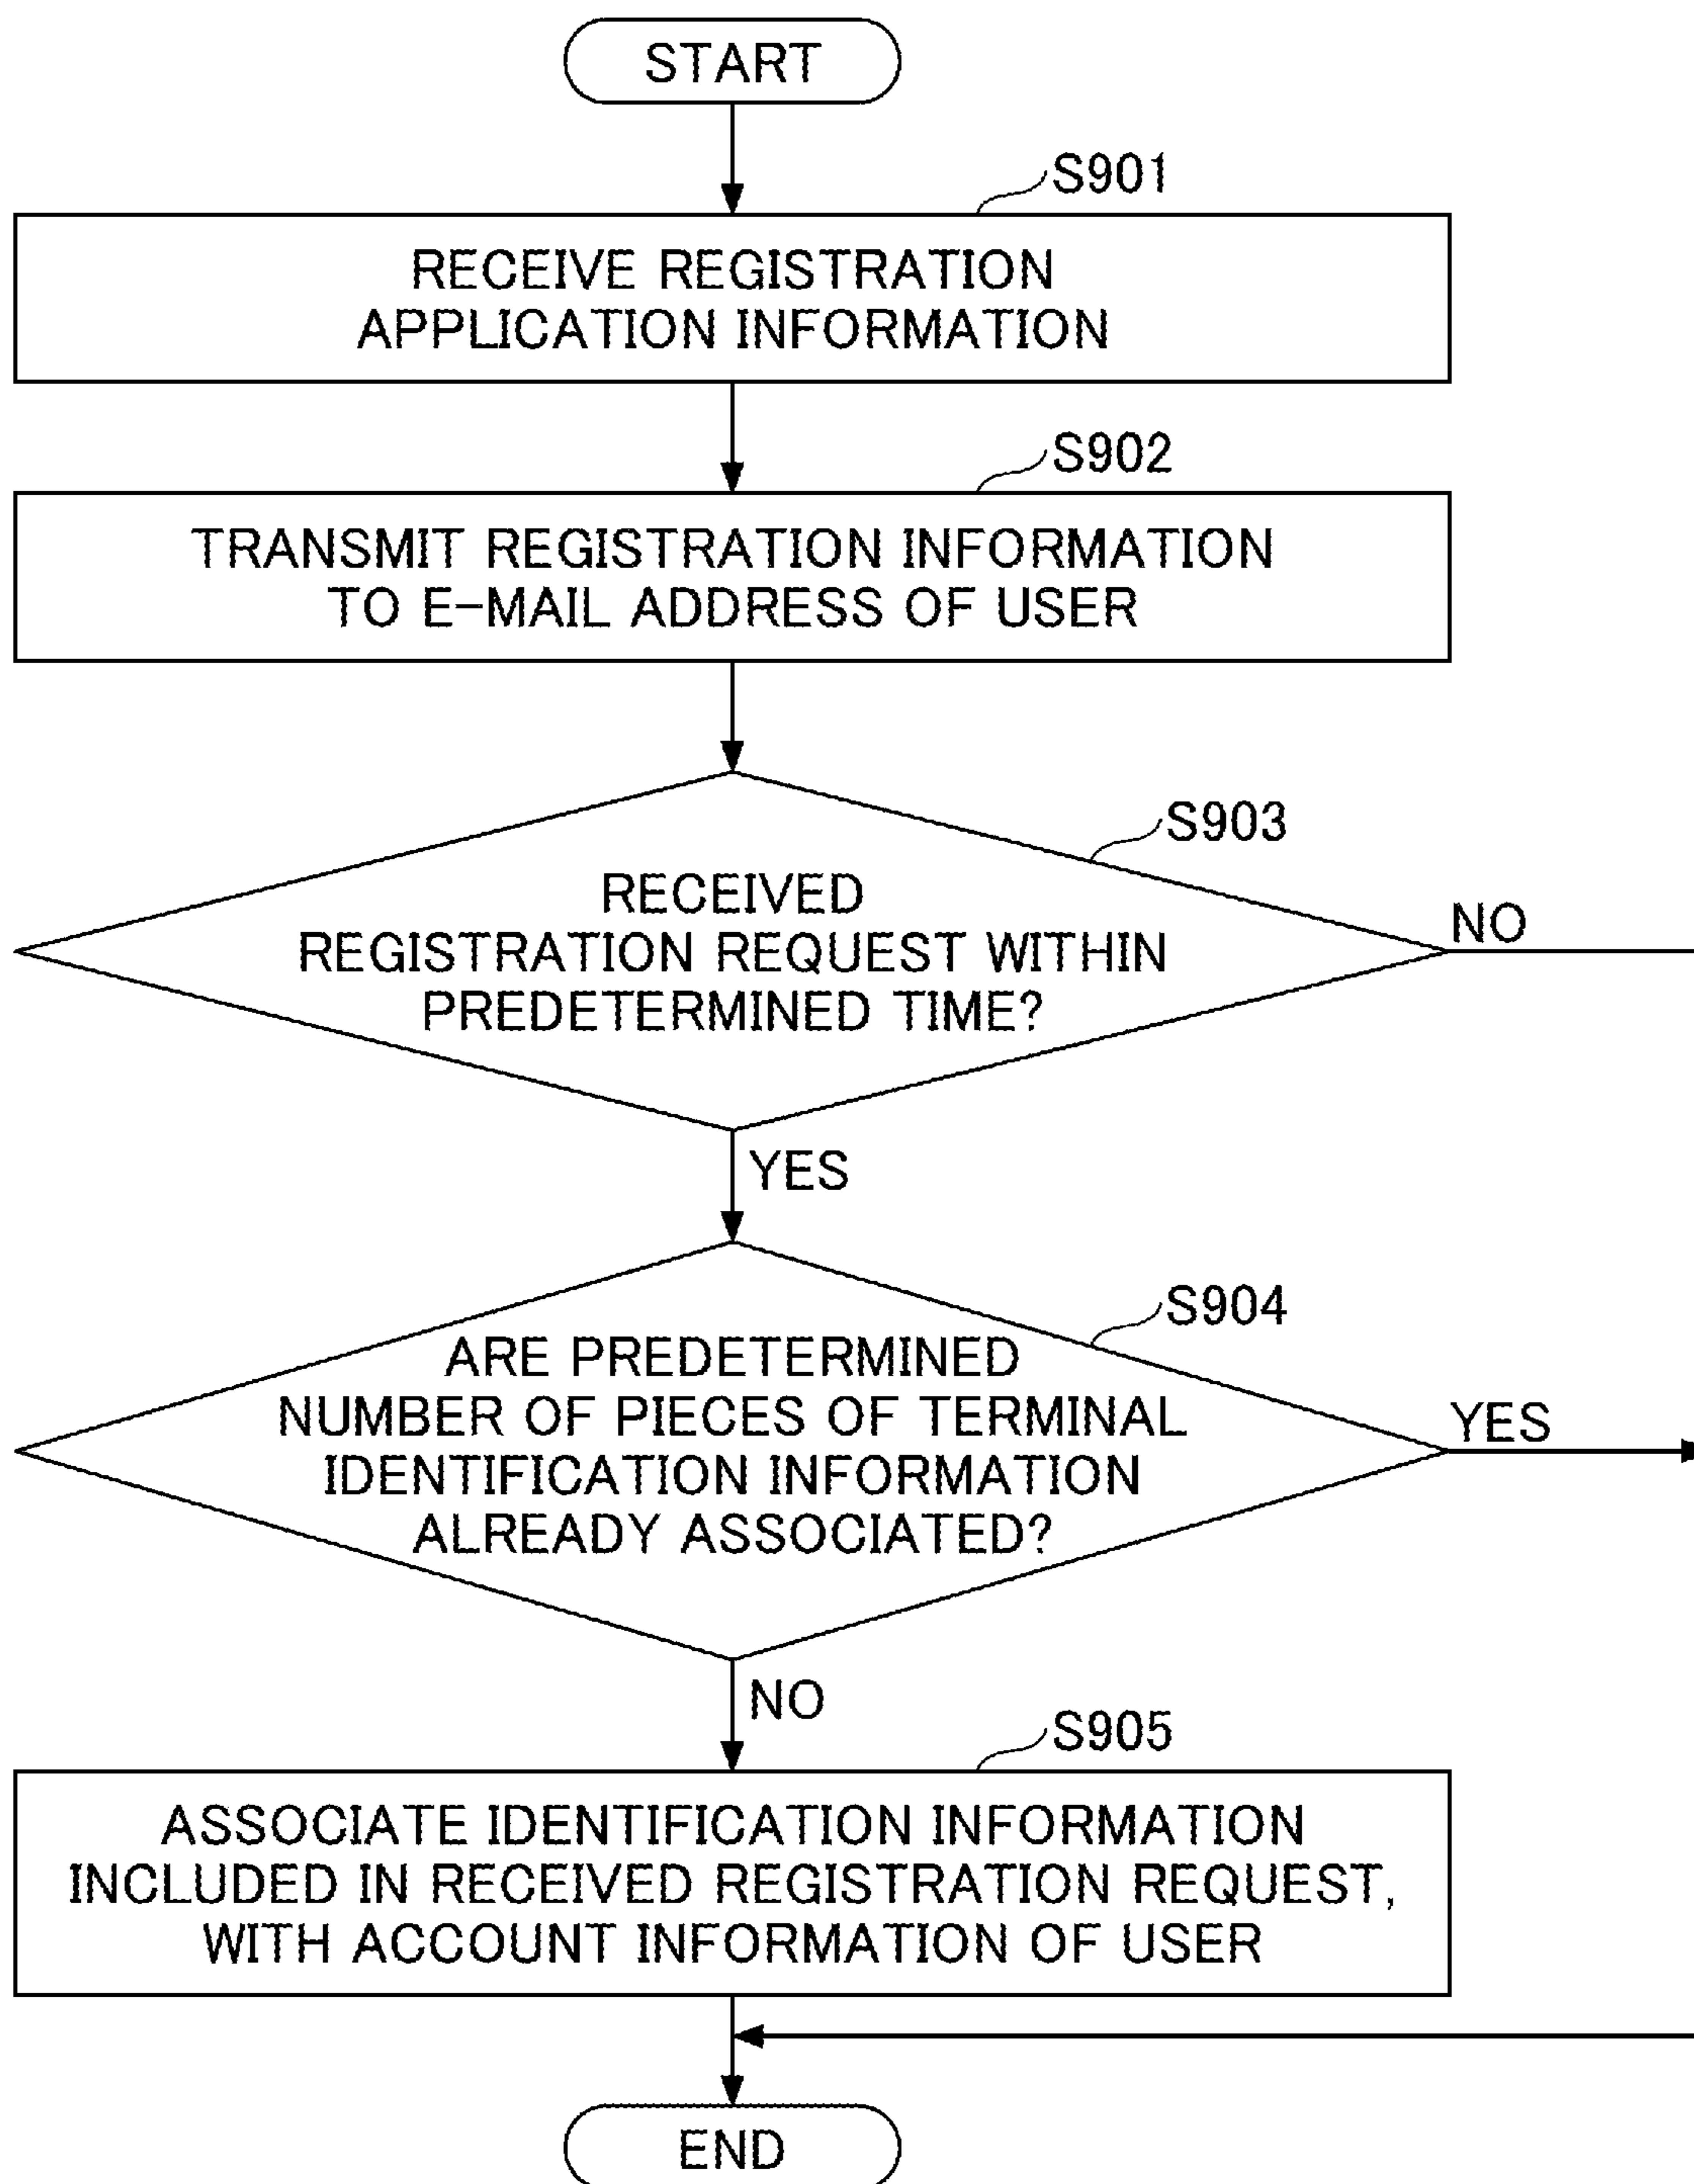 START
S901
RECEIVE REGISTRATION
APPLICATION INFORMATION
S902
TRANSMIT REGISTRATION INFORMATION
TO E-MAIL ADDRESS OF USER
S903
RECEIVED
REGISTRATION REQUEST WITHIN
PREDETERMINED TIME?
NO
YES
S904
ARE PREDETERMINED
NUMBER OF PIECES OF TERMINAL
IDENTIFICATION INFORMATION
ALREADY ASSOCIATED?
YES
NO
S905
ASSOCIATE IDENTIFICATION INFORMATION
INCLUDED IN RECEIVED REGISTRATION REQUEST,
WITH ACCOUNT INFORMATION OF USER
END